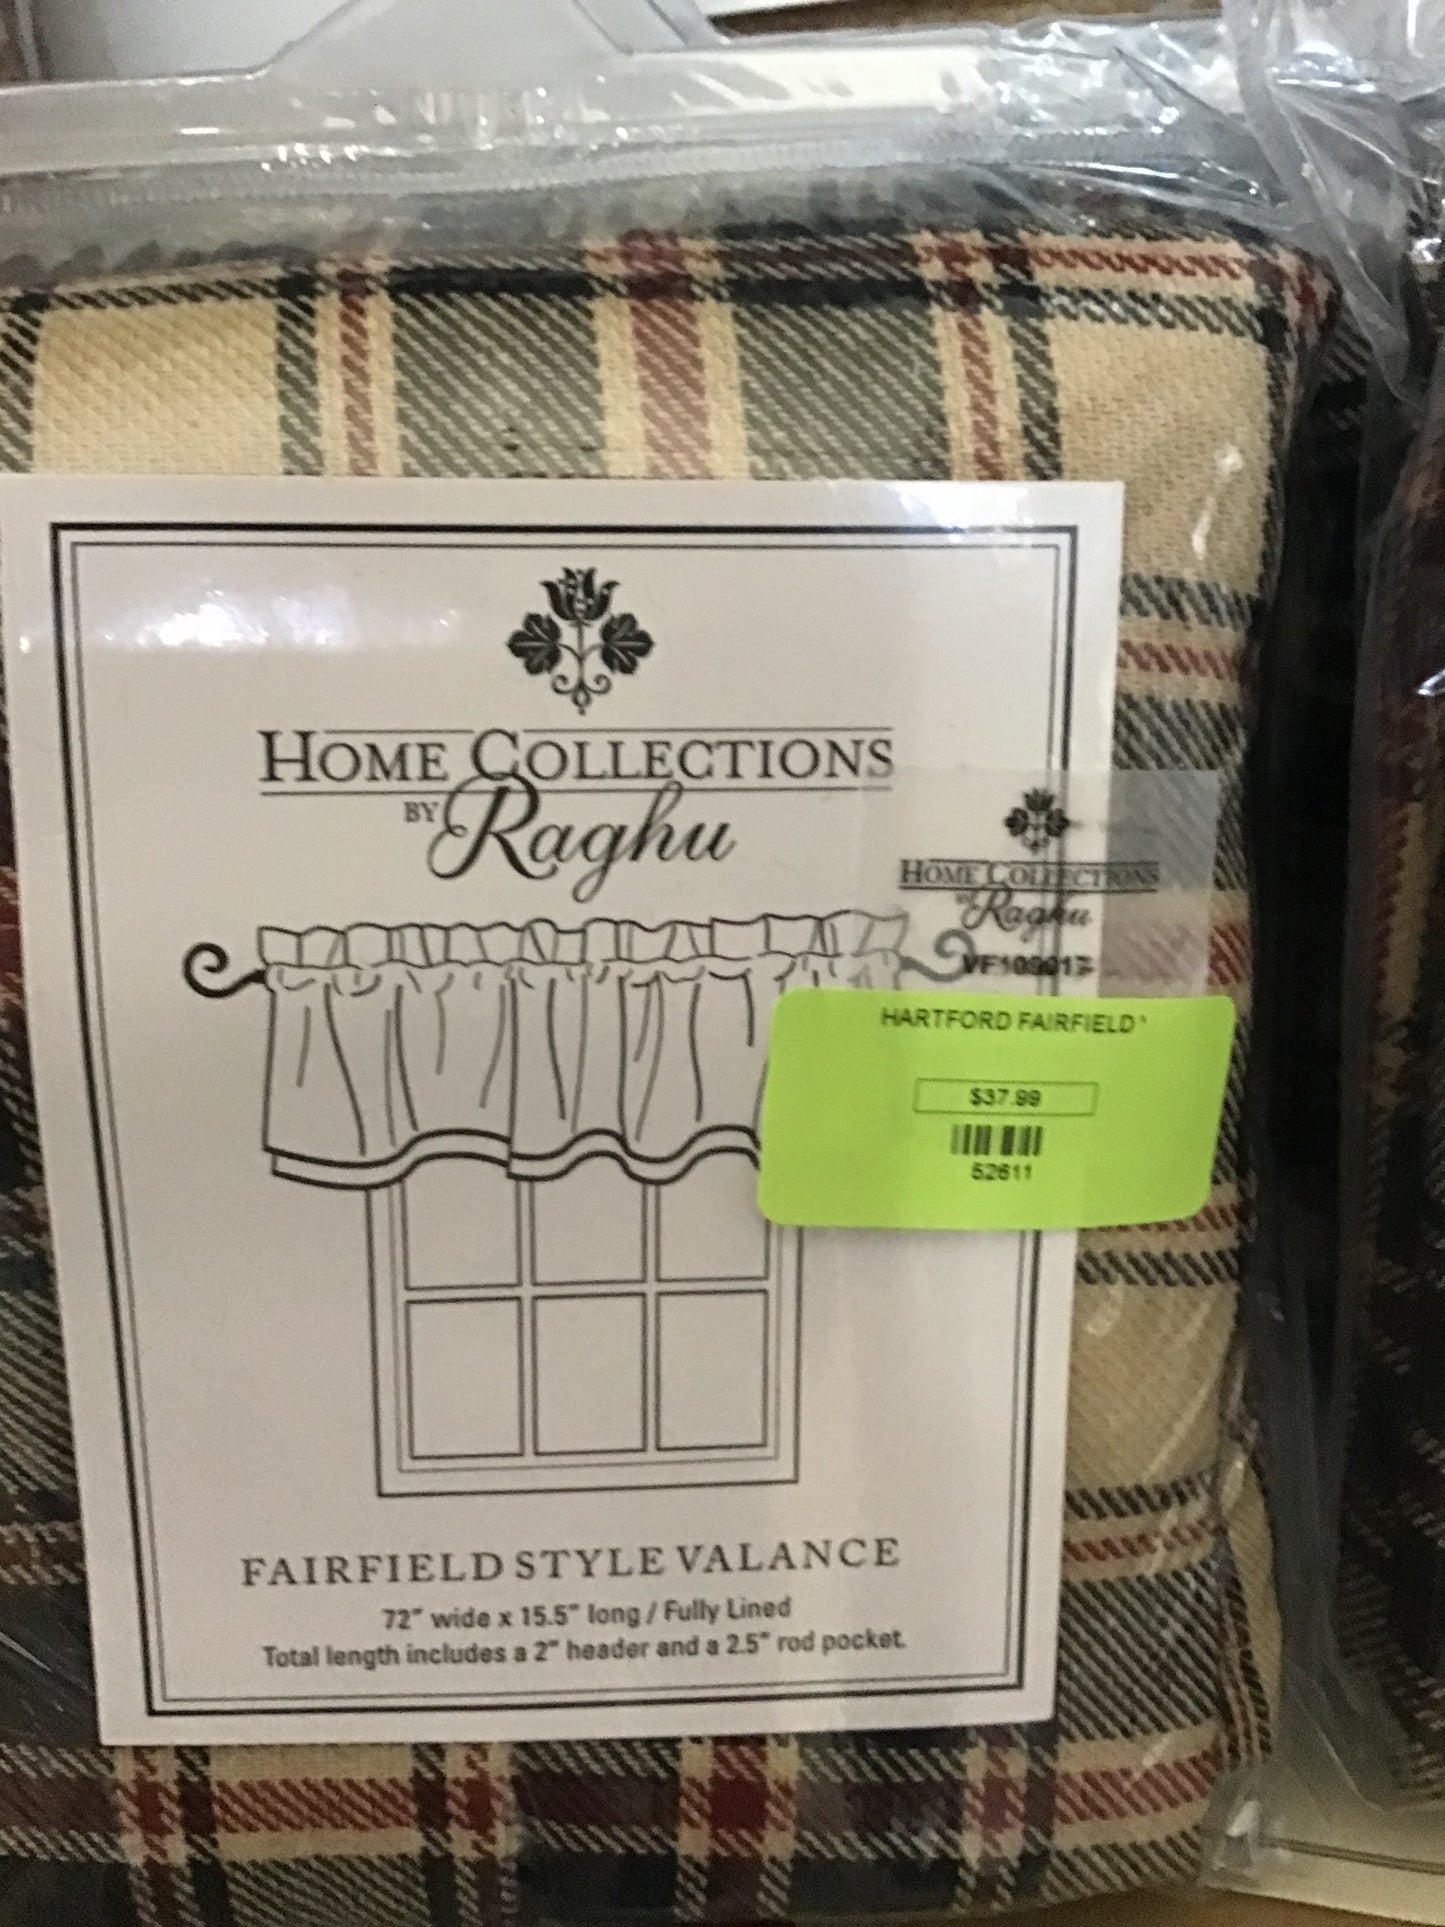 HOME COLLECTIONS
BY Raghu
HOME COLLECTIONS
BY Raghu
HARTFORD FAIRFIELD
$37.99
52611
FAIRFIELD STYLE VALANCE
72" wide x 15.5" long / Fully Lined
Total length includes a 2" header and a 2.5" rod pocket.